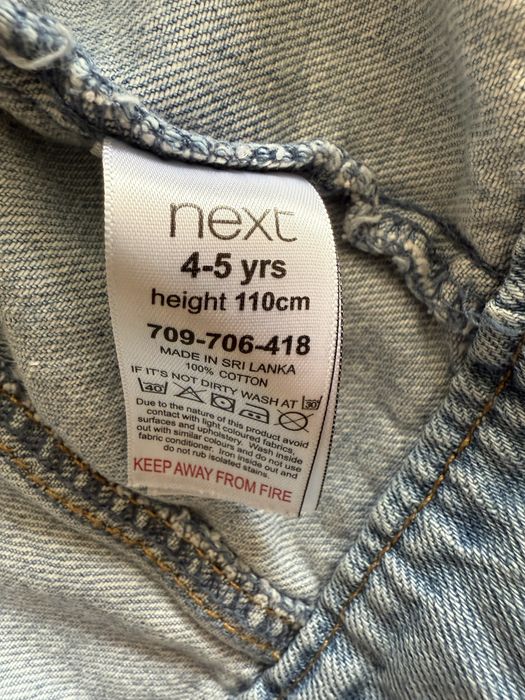 next
4-5 yrs
height 110cm
709-706-418
MADE IN SRI LANKA
100% COTTON
IF IT'S NOT DIRTY WASH AT 30
40
Due to the nature of this product avoid
contact with light coloured fabrics,
surfaces and upholstery. Wash inside
out with similar colours and do not use
fabric conditioner. Iron inside out and
do not rub isolated stains.
KEEP AWAY FROM FIRE